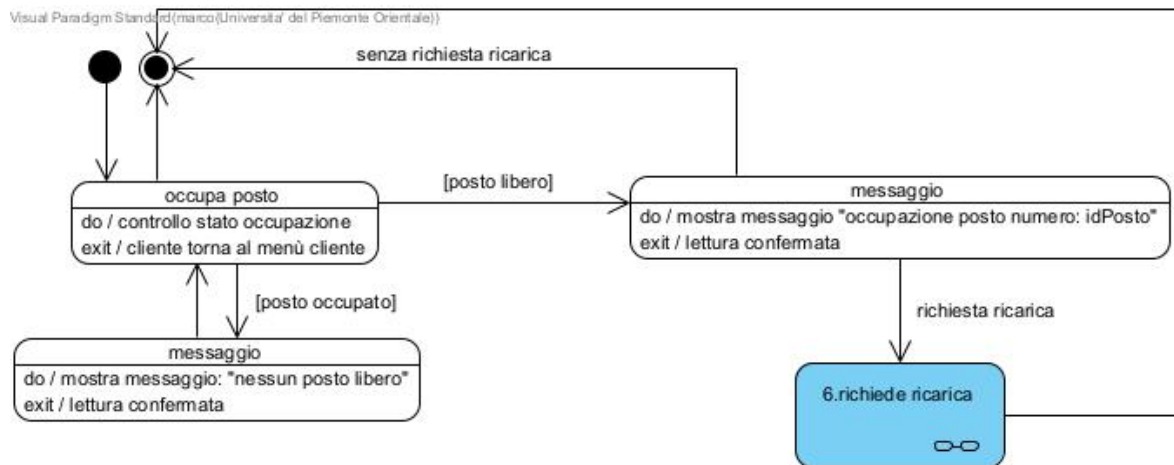 Visual Paradigm Standard(marco(Universita' del Piemonte Orientale))
senza richiesta ricarica
occupa posto
do / controllo stato occupazione
exit / cliente torna al menù cliente
[posto libero]
messaggio
do / mostra messaggio "occupazione posto numero: idPosto"
exit / lettura confermata
[posto occupato]
richiesta ricarica
messaggio
do / mostra messaggio: "nessun posto libero"
exit / lettura confermata
6.richiede ricarica